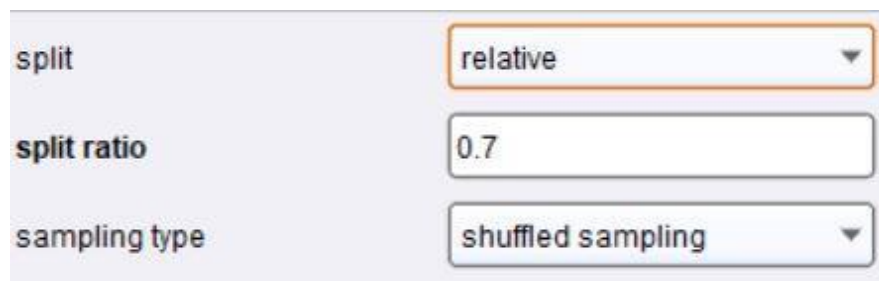 split relative
split ratio 0.7
sampling type shuffled sampling